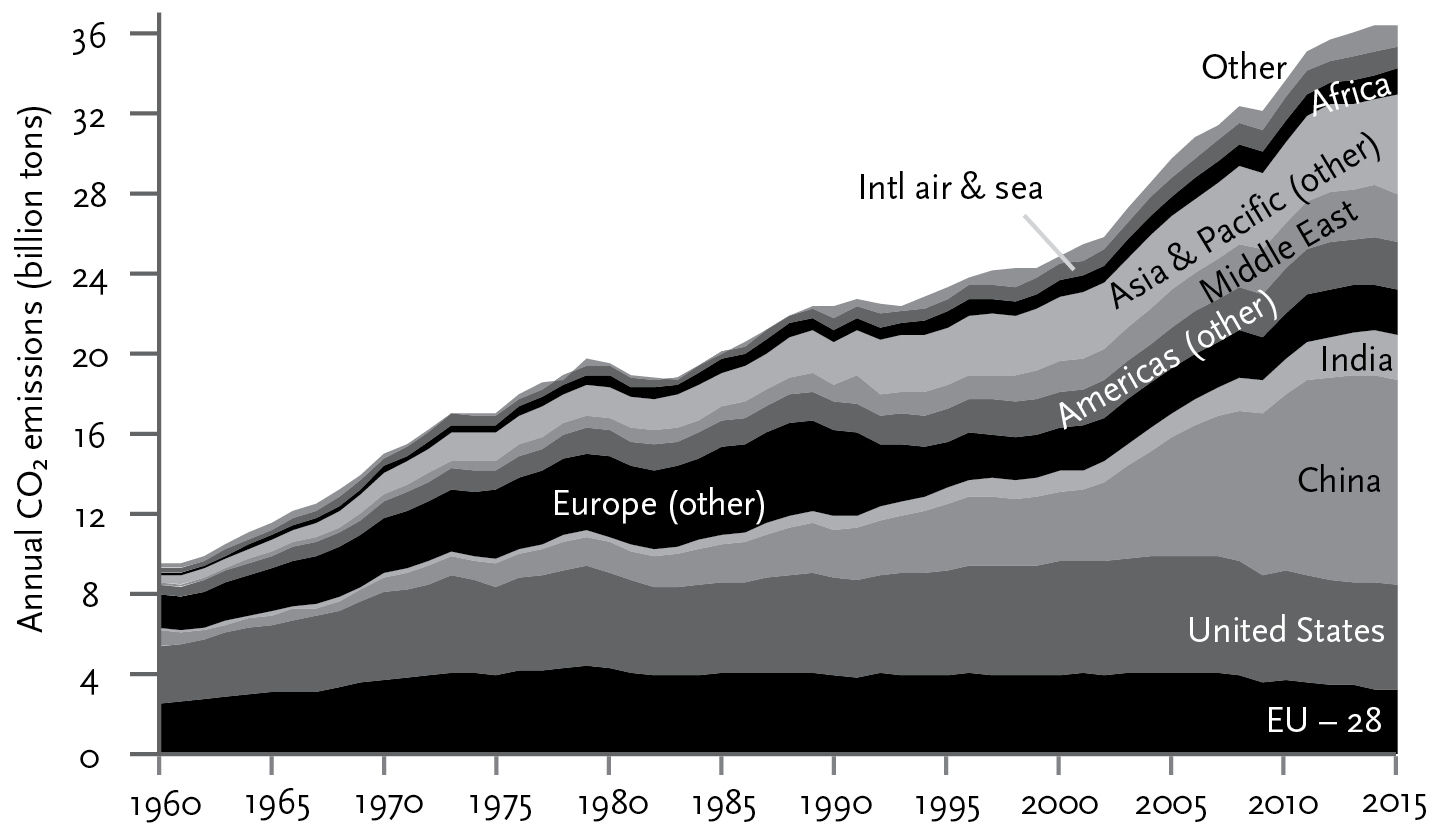 Annual CO₂ emissions (billion tons)
36
32
28
24
20
16
12
8
4
0
Other
Africa
Intl air & sea
Asia & Pacific (other)
Middle East
Americas (other)
India
Europe (other)
China
United States
EU – 28
1960 1965 1970 1975 1980 1985 1990 1995 2000 2005 2010 2015